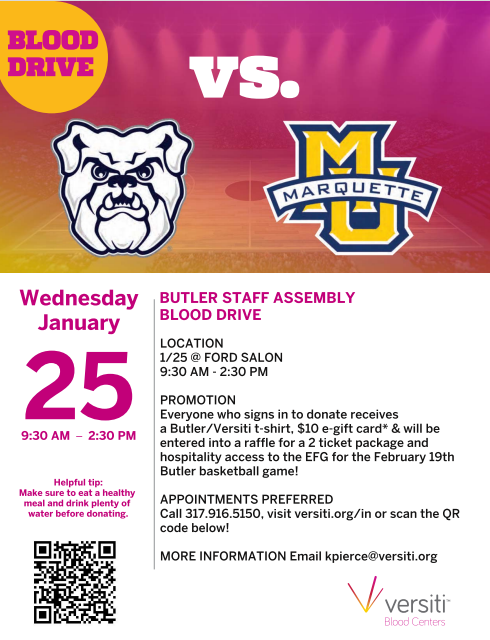 BLOOD
DRIVE
VS.
MU
MARQUETTE
Wednesday
January
25
9:30 AM – 2:30 PM
Helpful tip:
Make sure to eat a healthy
meal and drink plenty of
water before donating.
BUTLER STAFF ASSEMBLY
BLOOD DRIVE
LOCATION
1/25 @ FORD SALON
9:30 AM - 2:30 PM
PROMOTION
Everyone who signs in to donate receives
a Butler/Versiti t-shirt, $10 e-gift card* & will be
entered into a raffle for a 2 ticket package and
hospitality access to the EFG for the February 19th
Butler basketball game!
APPOINTMENTS PREFERRED
Call 317.916.5150, visit versiti.org/in or scan the QR
code below!
MORE INFORMATION Email kpierce@versiti.org
versiti™
Blood Centers